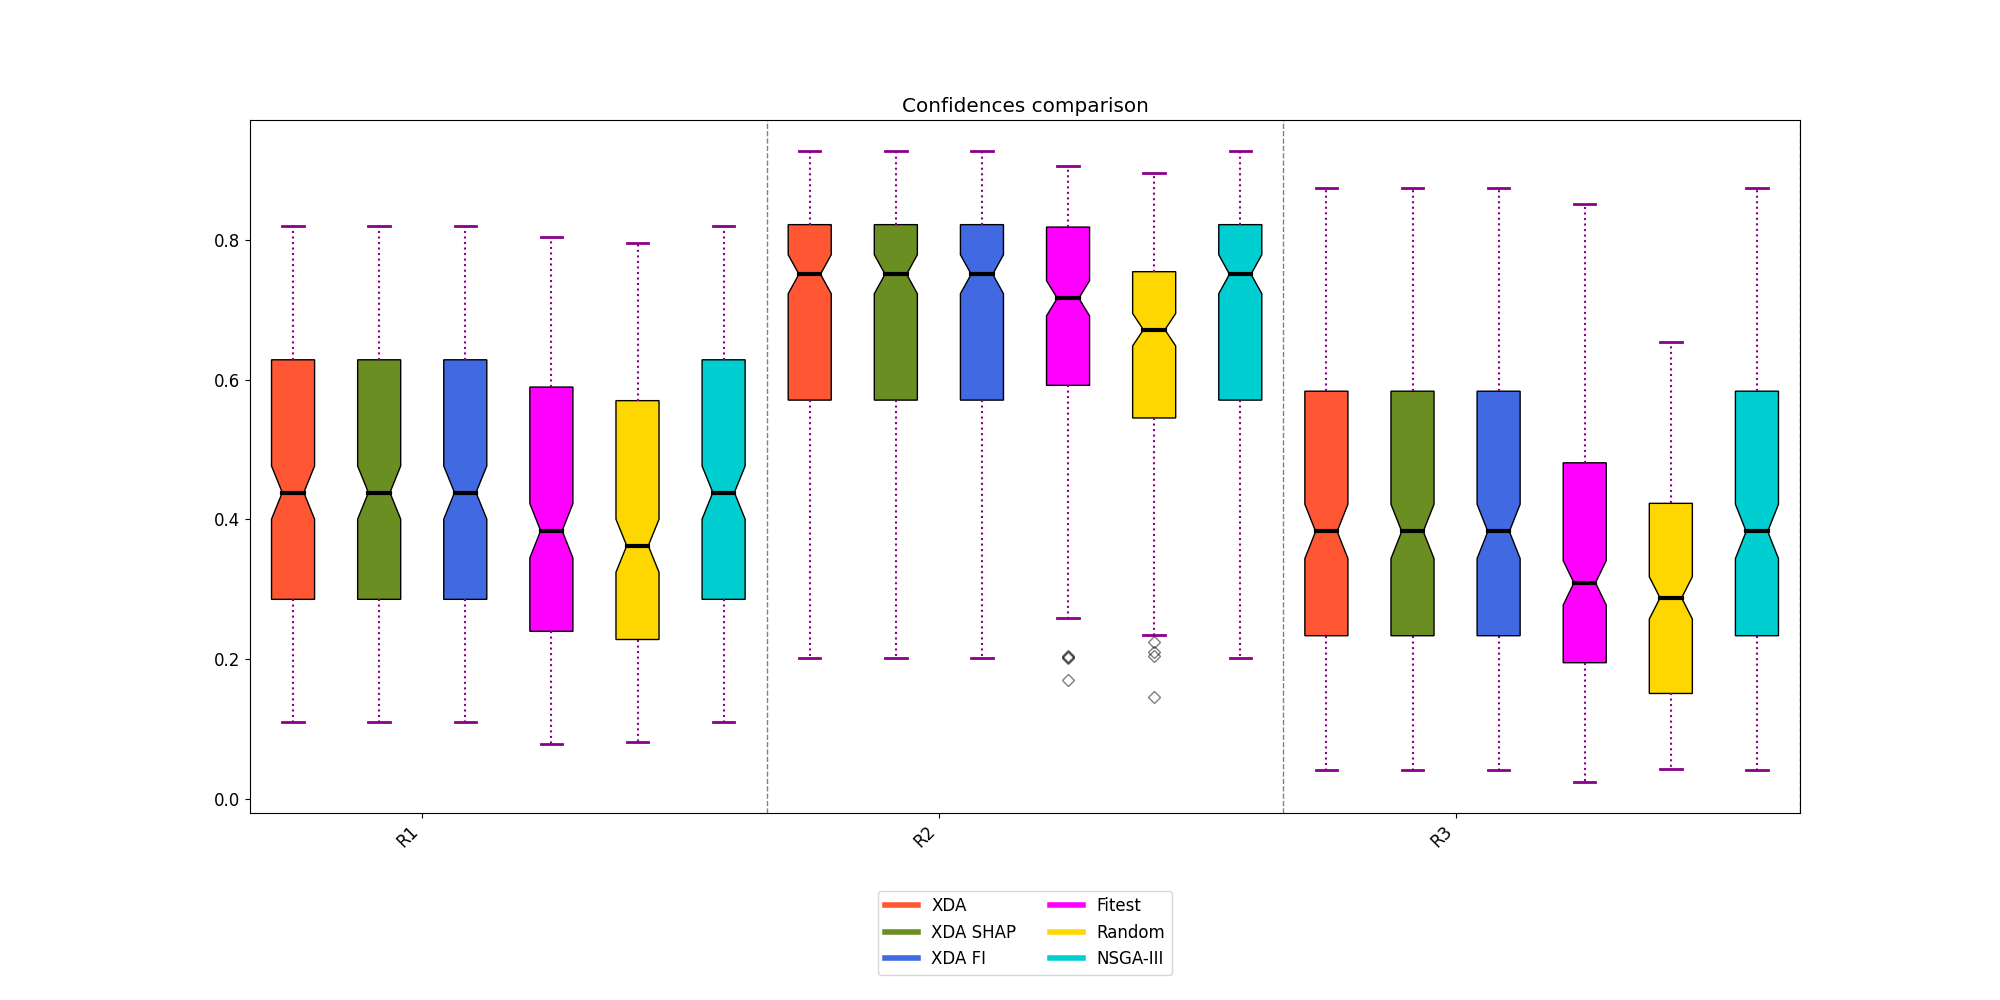 Confidences comparison
0.8
0.6
0.4
0.2
0.0
R1
R2
R3
XDA
XDA SHAP
XDA FI
Fitest
Random
NSGA-III